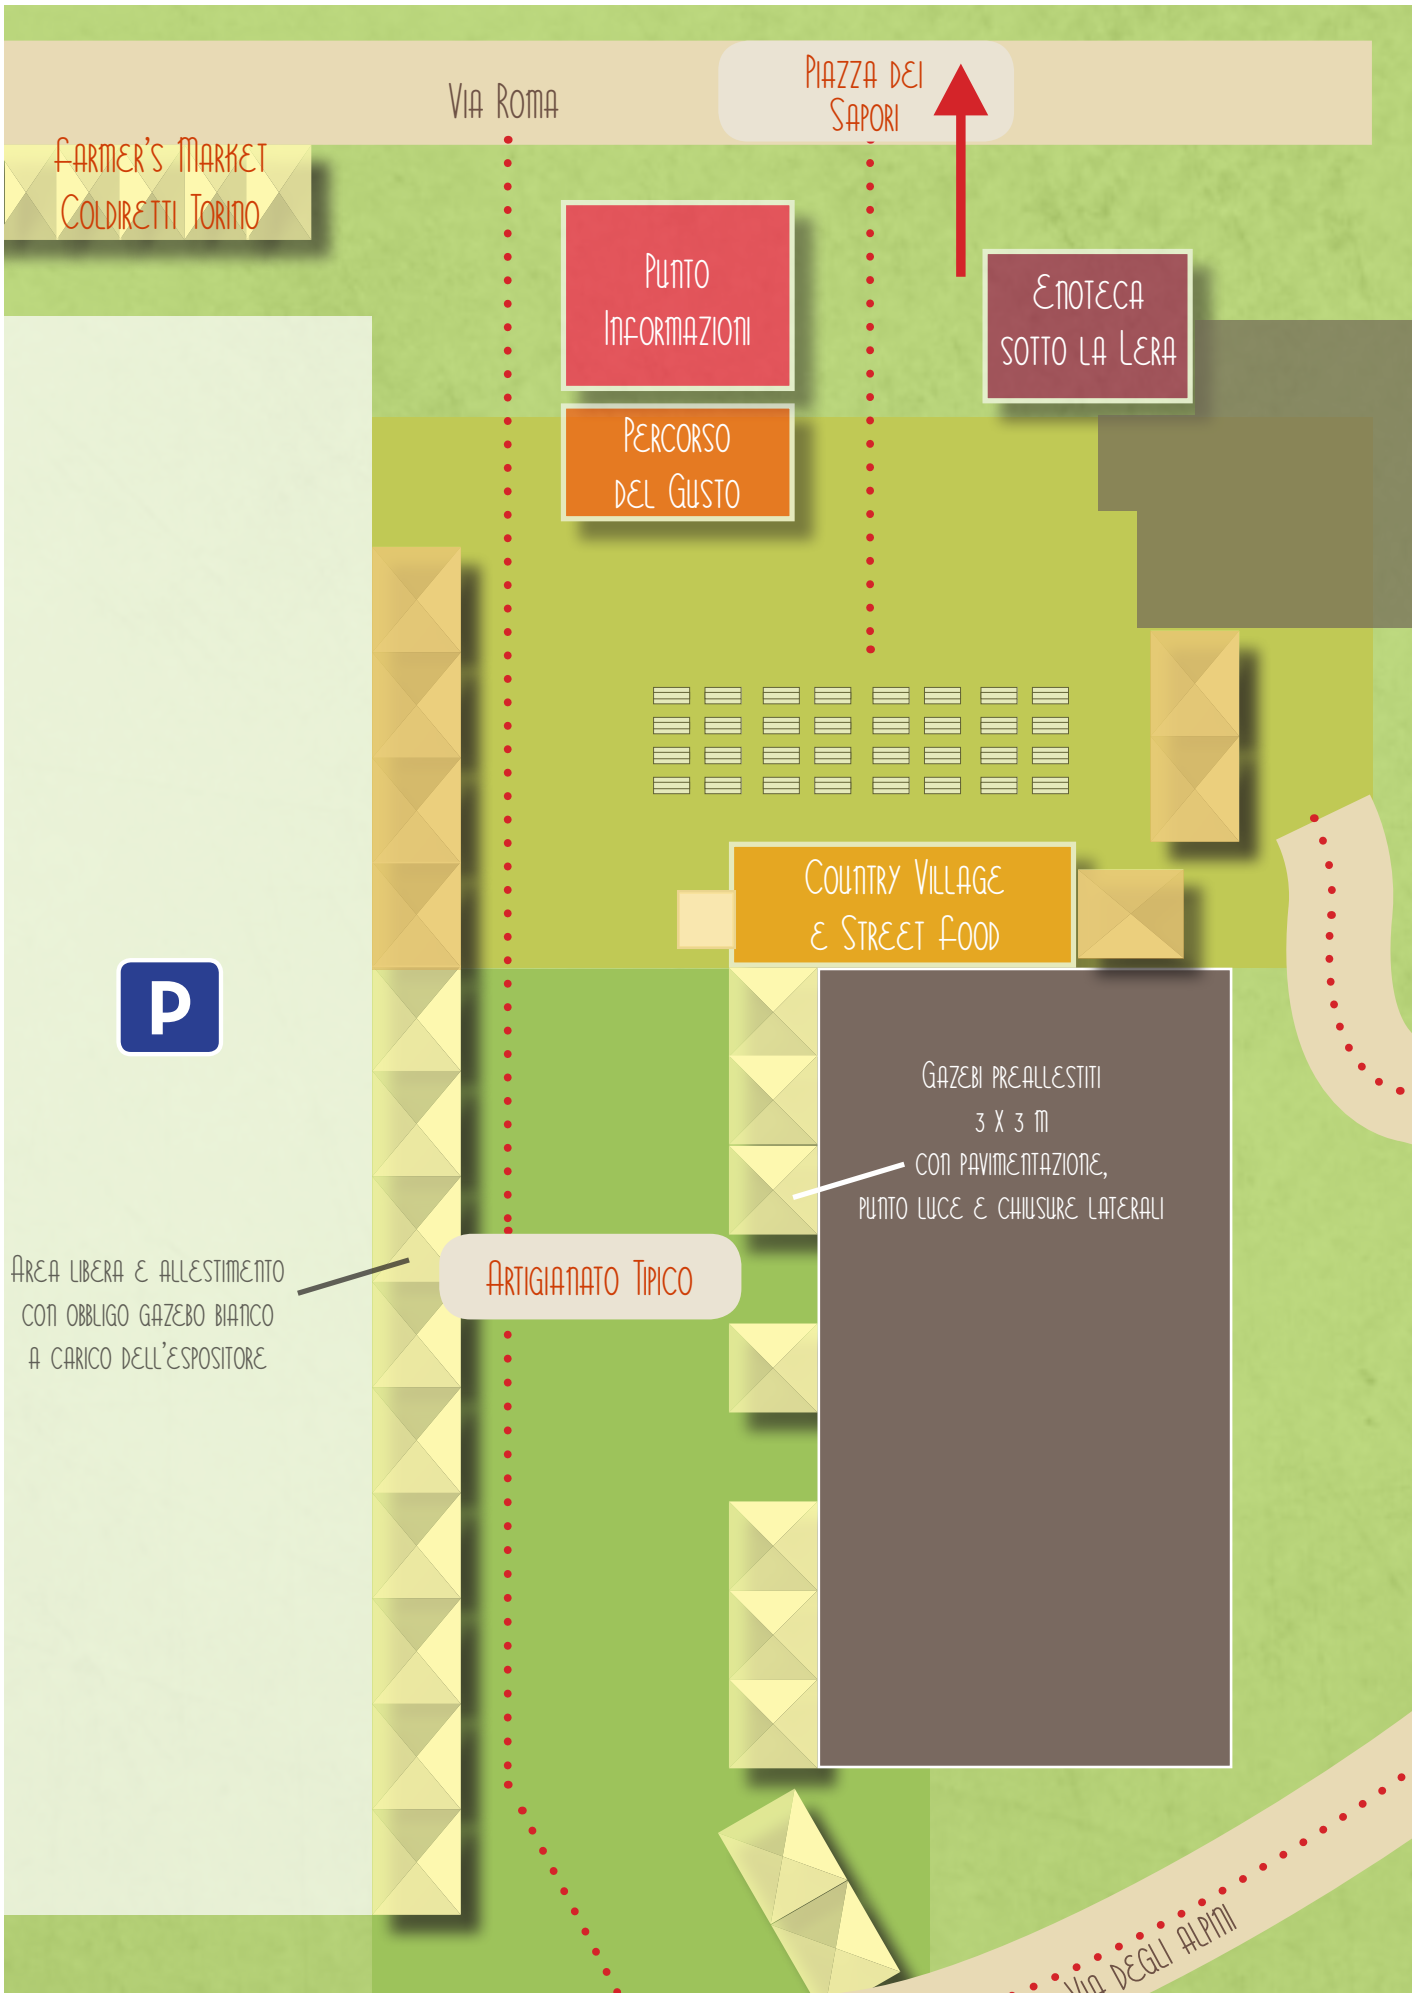 Piazza dei
Sapori
Via Roma
Farmer's Market
Coldiretti Torino
Punto
Informazioni
Enoteca
sotto la Lera
Percorso
del Gusto
Country Village
e Street Food
P
Gazebi preallestiti
3 x 3 m
con pavimentazione,
punto luce e chiusure laterali
Area libera e allestimento
con obbligo gazebo bianco
a carico dell'espositore
Artigianato Tipico
Via degli Alpini